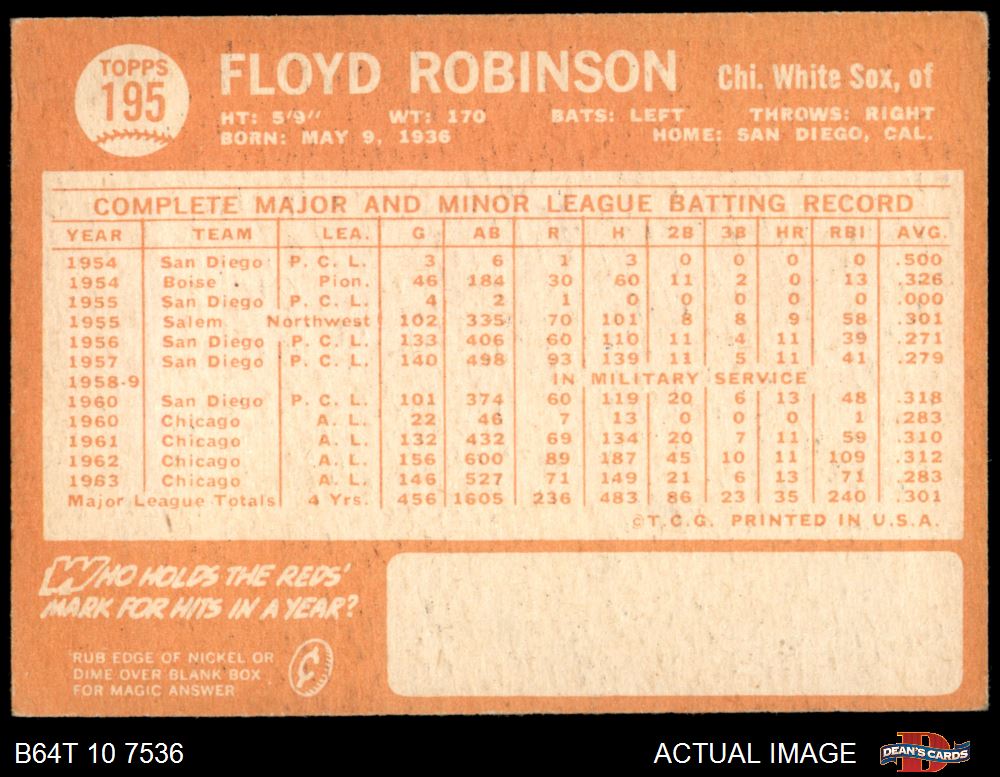 TOPPS
195
FLOYD ROBINSON Chi. White Sox, of
HT: 5'9'' WT: 170 BATS: LEFT THROWS: RIGHT
BORN: MAY 9, 1936 HOME: SAN DIEGO, CAL.
COMPLETE MAJOR AND MINOR LEAGUE BATTING RECORD
YEAR TEAM LEA. G AB R H 2B 3B HR RBI AVG.
1954 San Diego P. C. L. 3 6 1 3 0 0 0 0 .500
1954 Boise Pion. 46 184 30 60 11 2 0 13 .326
1955 San Diego P. C. L. 4 2 1 0 0 0 0 0 .000
1955 Salem Northwest 102 335 70 101 8 8 9 58 .301
1956 San Diego P. C. L. 133 406 60 110 11 4 11 39 .271
1957 San Diego P. C. L. 140 498 93 139 11 5 11 41 .279
1958-9 IN MILITARY SERVICE
1960 San Diego P. C. L. 101 374 60 119 20 6 13 48 .318
1960 Chicago A. L. 22 46 7 13 0 0 0 1 .283
1961 Chicago A. L. 132 432 69 134 20 7 11 59 .310
1962 Chicago A. L. 156 600 89 187 45 10 11 109 .312
1963 Chicago A. L. 146 527 71 149 21 6 13 71 .283
Major League Totals 4 Yrs. 456 1605 236 483 86 23 35 240 .301
©T.C.G. PRINTED IN U.S.A.
WHO HOLDS THE REDS'
MARK FOR HITS IN A YEAR?
RUB EDGE OF NICKEL OR
DIME OVER BLANK BOX
FOR MAGIC ANSWER
B64T 10 7536 ACTUAL IMAGE DEAN'S CARDS